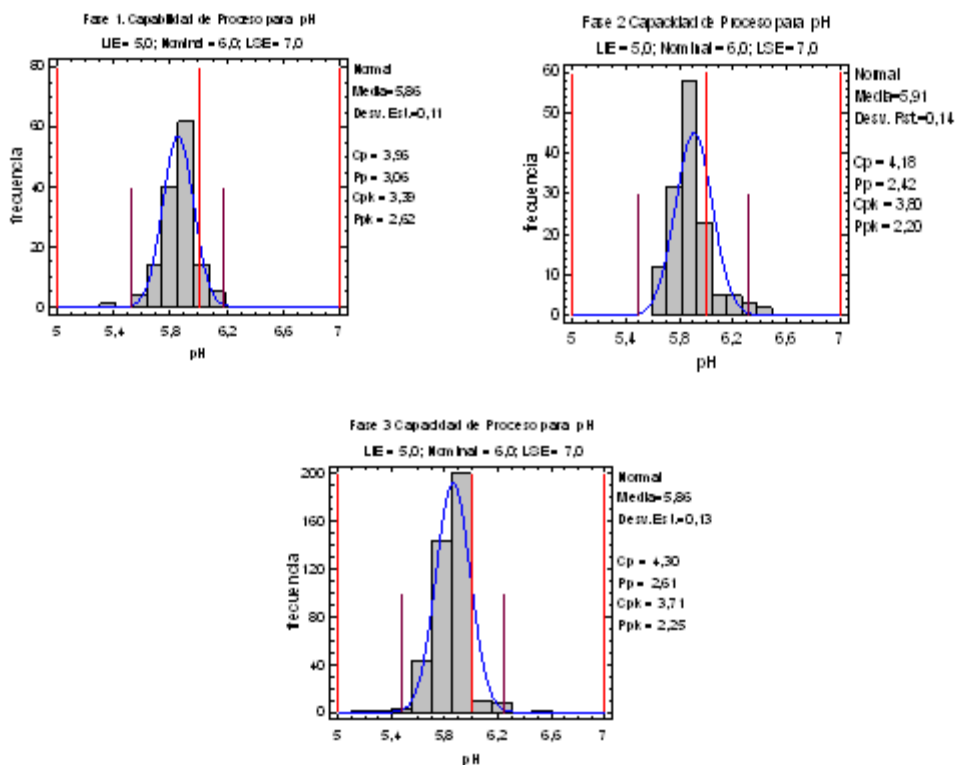 Fase 1. Capabilidad de Proceso para pH
LIE = 5,0; Nominal = 6,0; LSE = 7,0
frecuencia
80
60
40
20
0
5 5,4 5,8 6,2 6,6 7
pH
Normal
Media=5,86
Desv. Est.=0,11
Cp = 3,95
Pp = 3,06
Cpk = 3,39
Ppk = 2,62
Fase 2 Capacidad de Proceso para pH
LIE = 5,0; Nominal = 6,0; LSE = 7,0
frecuencia
60
50
40
30
20
10
0
5 5,4 5,8 6,2 6,6 7
pH
Normal
Media=5,91
Desv. Est.=0,14
Cp = 4,18
Pp = 2,42
Cpk = 3,80
Ppk = 2,20
Fase 3 Capacidad de Proceso para pH
LIE = 5,0; Nominal = 6,0; LSE = 7,0
frecuencia
200
160
120
80
40
0
5 5,4 5,8 6,2 6,6 7
pH
Normal
Media=5,86
Desv.Est.=0,13
Cp = 4,30
Pp = 2,61
Cpk = 3,71
Ppk = 2,25